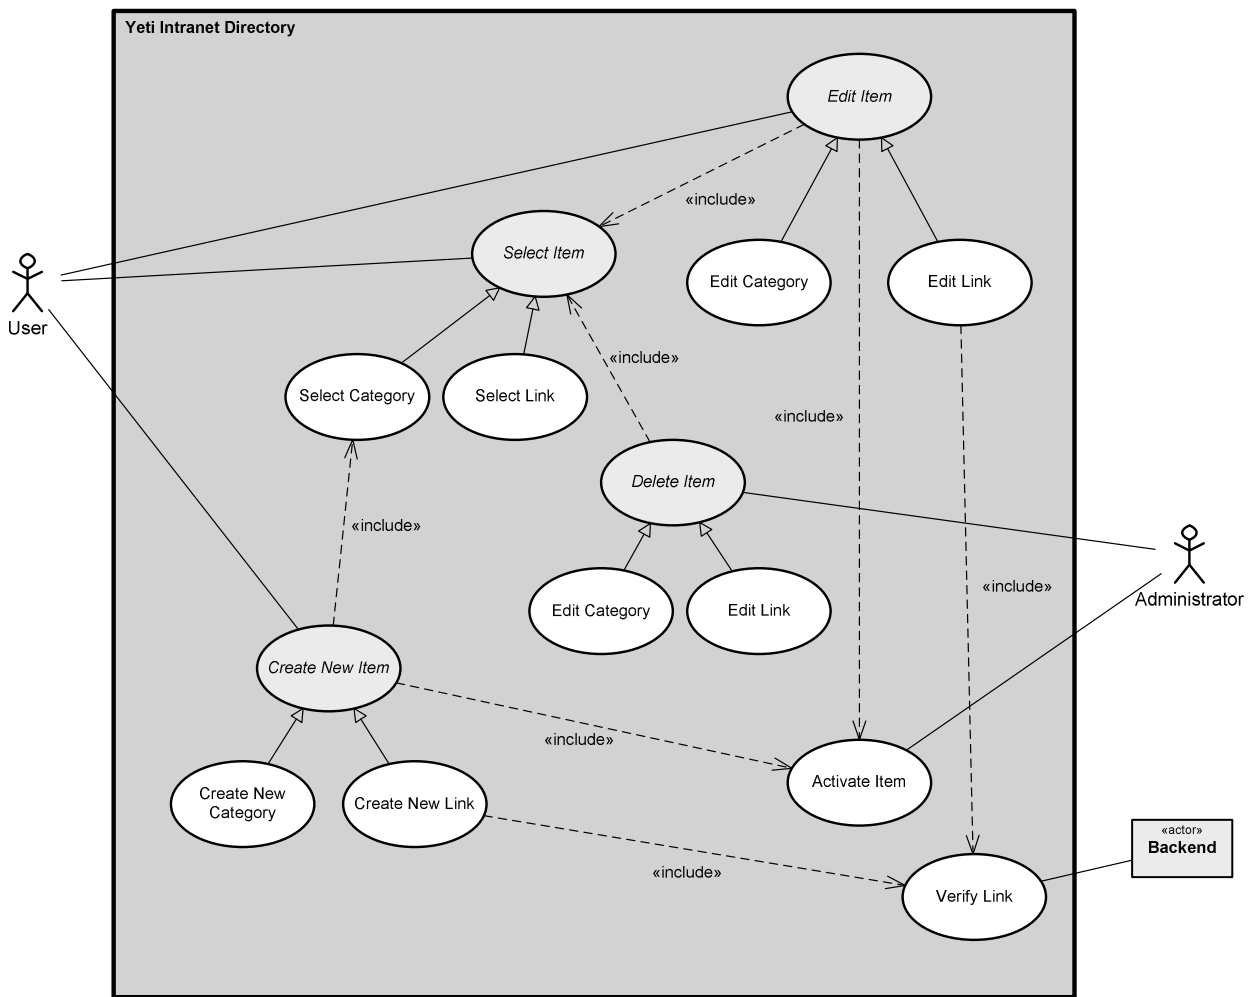 Yeti Intranet Directory
Edit Item
«include»
Select Item
Edit Category
Edit Link
User
«include»
Select Category
Select Link
«include»
Delete Item
«include»
«include»
Administrator
Edit Category
Edit Link
Create New Item
«include»
Activate Item
Create New
Category
Create New Link
«actor»
Backend
«include»
Verify Link